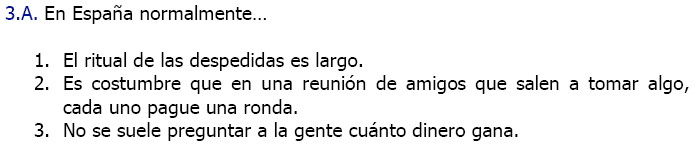 3.A. En España normalmente...
1. El ritual de las despedidas es largo.
2. Es costumbre que en una reunión de amigos que salen a tomar algo,
cada uno pague una ronda.
3. No se suele preguntar a la gente cuánto dinero gana.